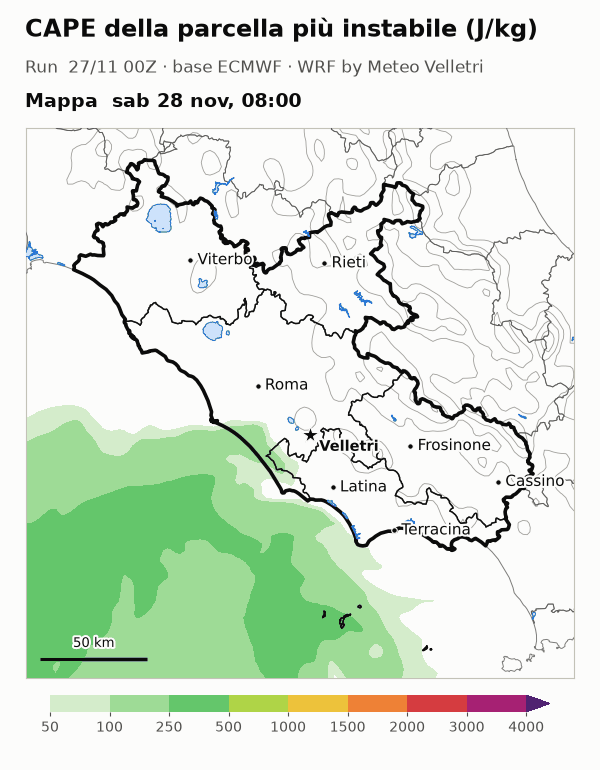 CAPE della parcella più instabile (J/kg)
Run  27/11 00Z · base ECMWF · WRF by Meteo Velletri
Mappa  sab 28 nov, 08:00
Viterbo
Rieti
Roma
Velletri
Frosinone
Latina
Cassino
Terracina
50 km
50 100 250 500 1000 1500 2000 3000 4000